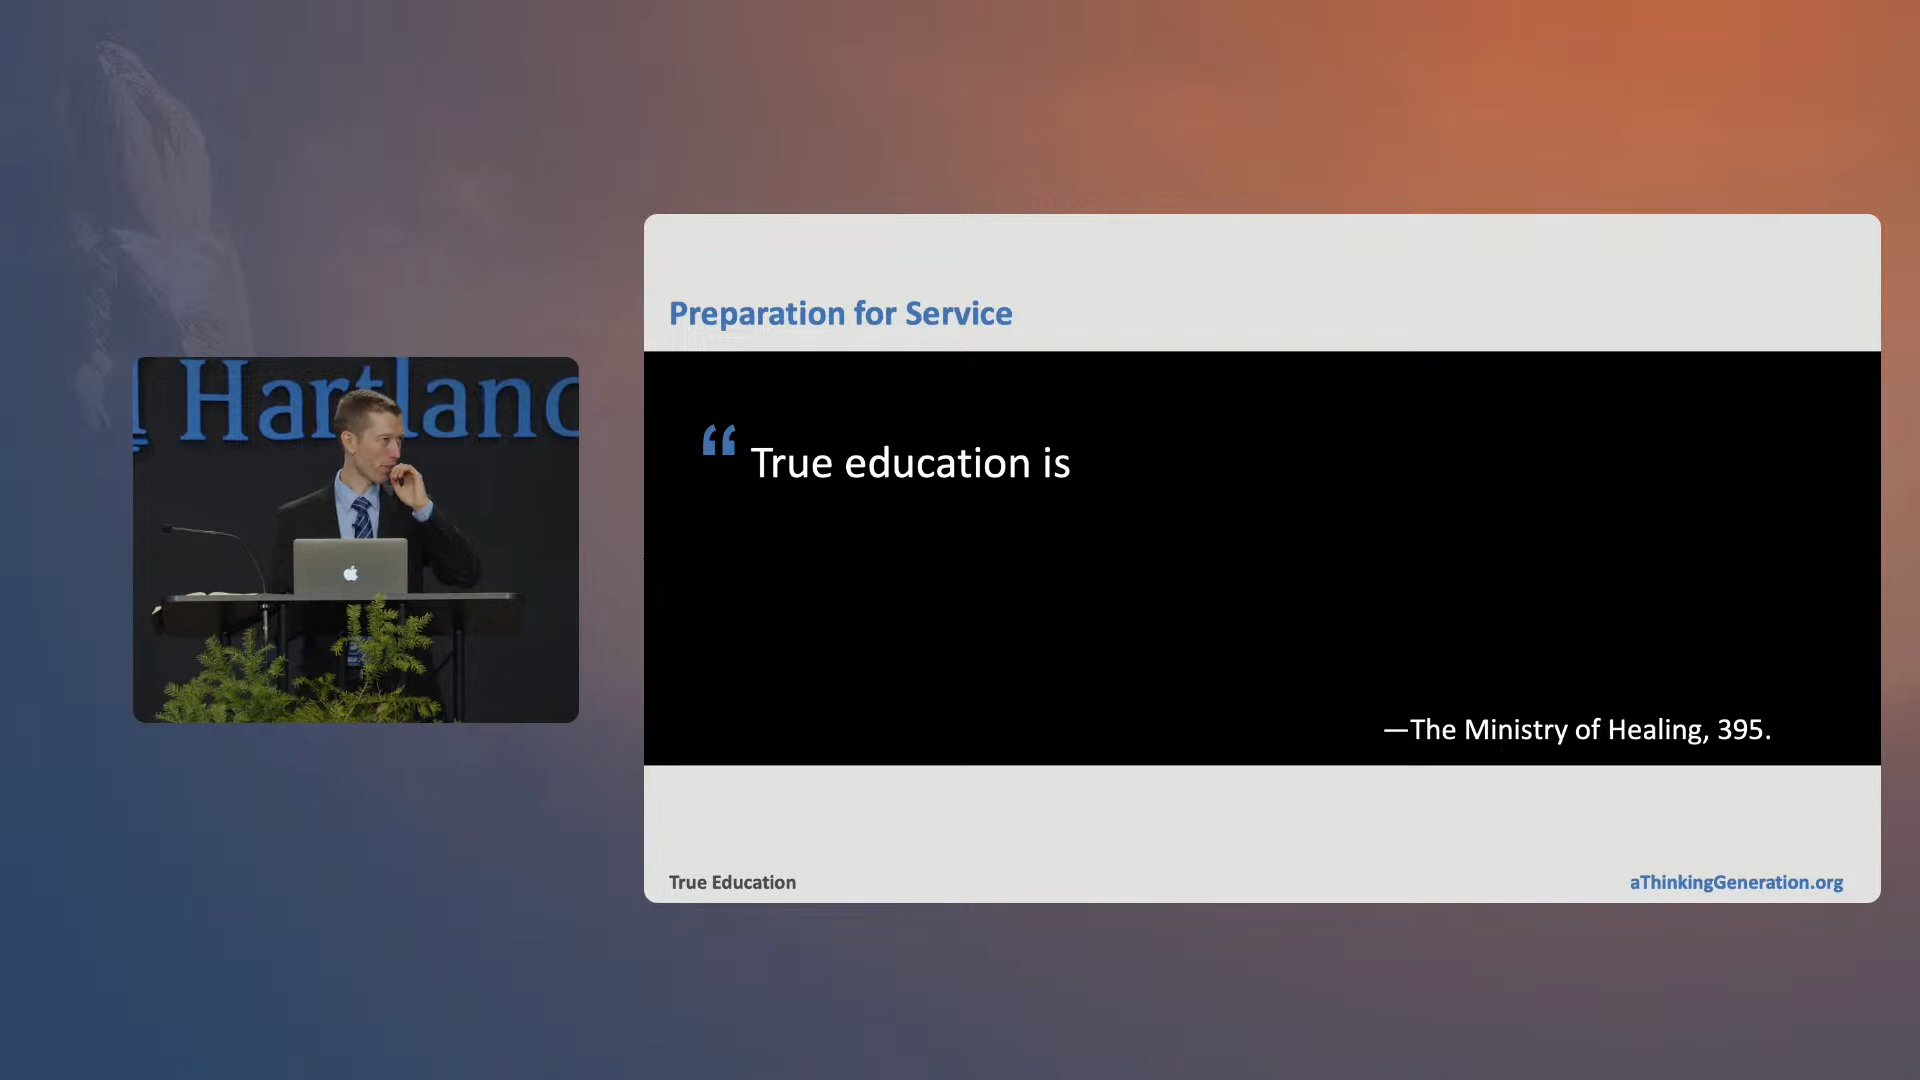 Hartland
Preparation for Service
“ True education is
—The Ministry of Healing, 395.
True Education
aThinkingGeneration.org